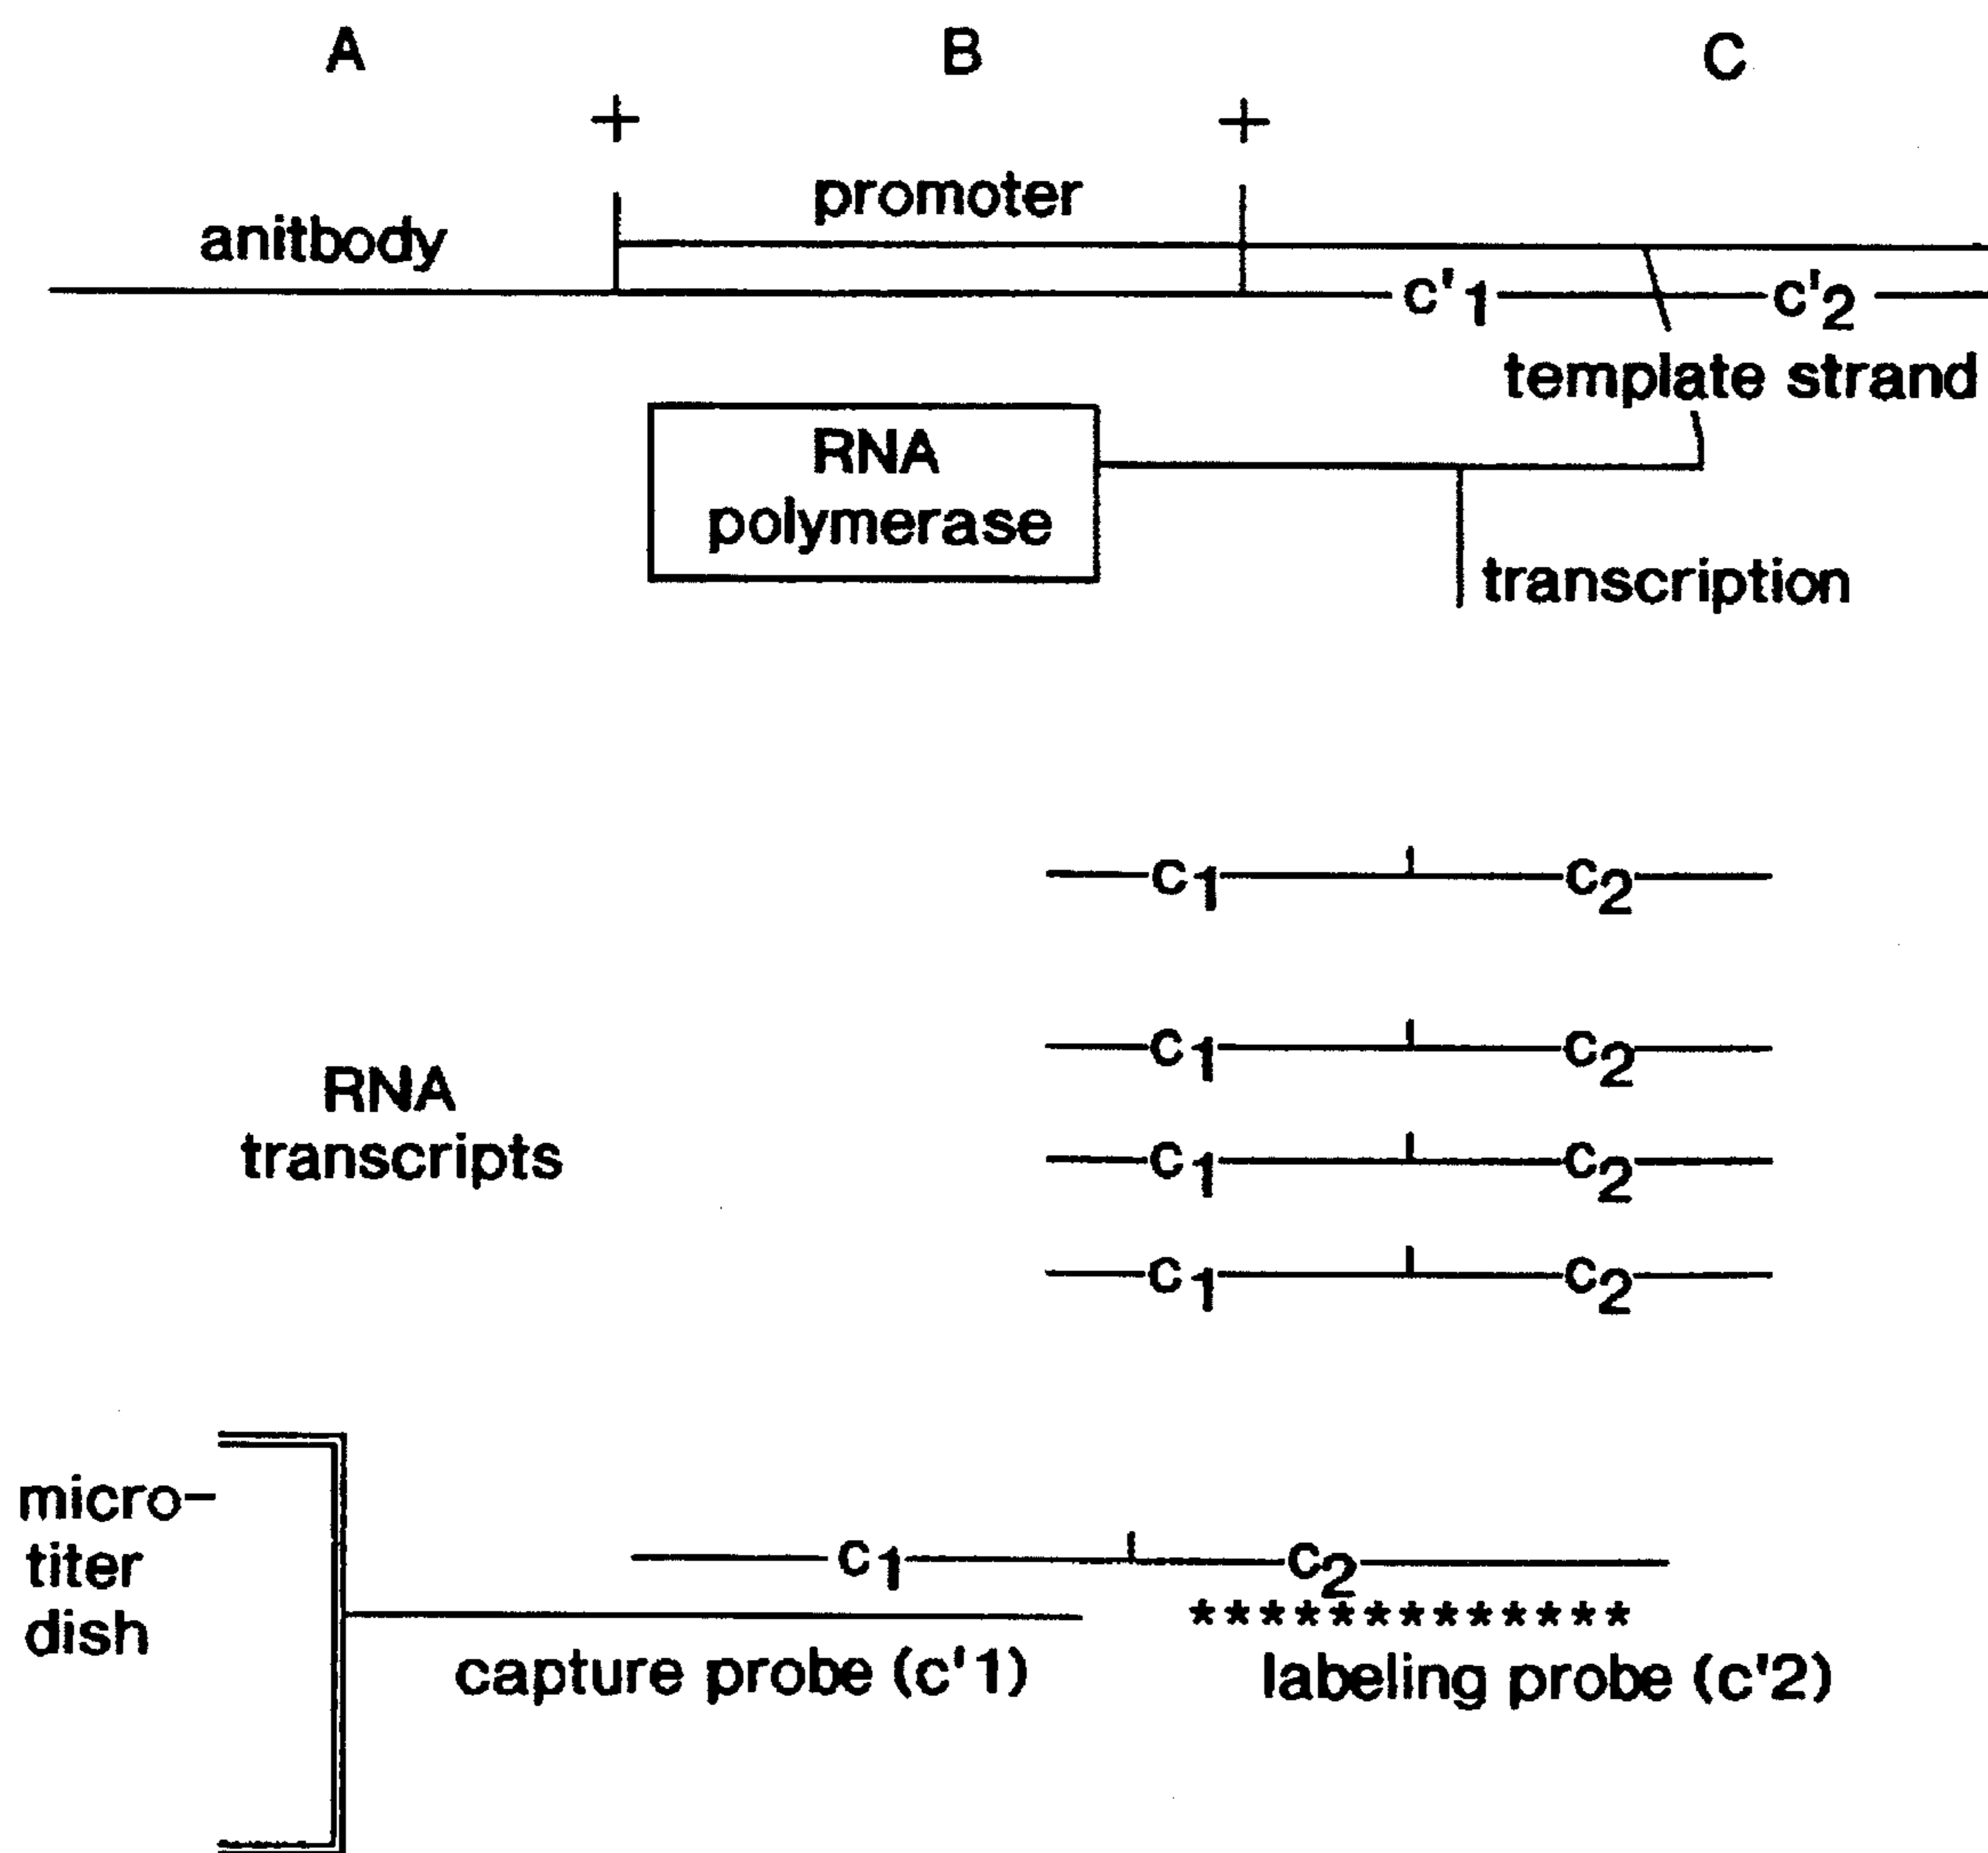 A B C
+ +
promoter
anitbody
c'1 c'2
template strand
RNA
polymerase
transcription
c1 c2
c1 c2
RNA
transcripts
c1 c2
c1 c2
micro-
titer
dish
c1 c2
*************
capture probe (c'1) labeling probe (c'2)